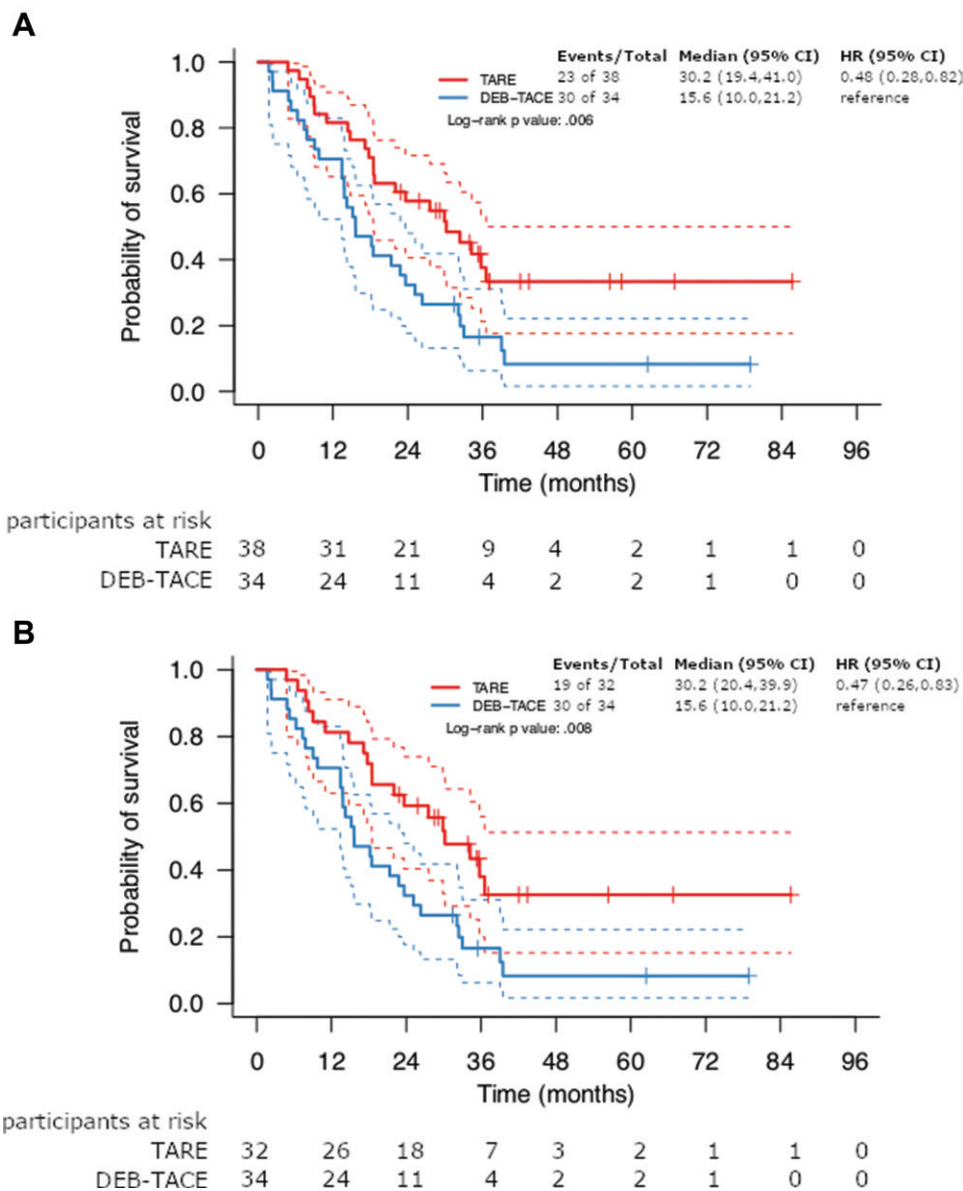 A
Events/Total Median (95% CI) HR (95% CI)
TARE 23 of 38 30.2 (19.4,41.0) 0.48 (0.28,0.82)
DEB-TACE 30 of 34 15.6 (10.0,21.2) reference
Log-rank p value: .006
Probability of survival
1.0
0.8
0.6
0.4
0.2
0.0
0 12 24 36 48 60 72 84 96
Time (months)
participants at risk
TARE 38 31 21 9 4 2 1 1 0
DEB-TACE 34 24 11 4 2 2 1 0 0
B
Events/Total Median (95% CI) HR (95% CI)
TARE 19 of 32 30.2 (20.4,39.9) 0.47 (0.26,0.83)
DEB-TACE 30 of 34 15.6 (10.0,21.2) reference
Log-rank p value: .008
Probability of survival
1.0
0.8
0.6
0.4
0.2
0.0
0 12 24 36 48 60 72 84 96
Time (months)
participants at risk
TARE 32 26 18 7 3 2 1 1 0
DEB-TACE 34 24 11 4 2 2 1 0 0